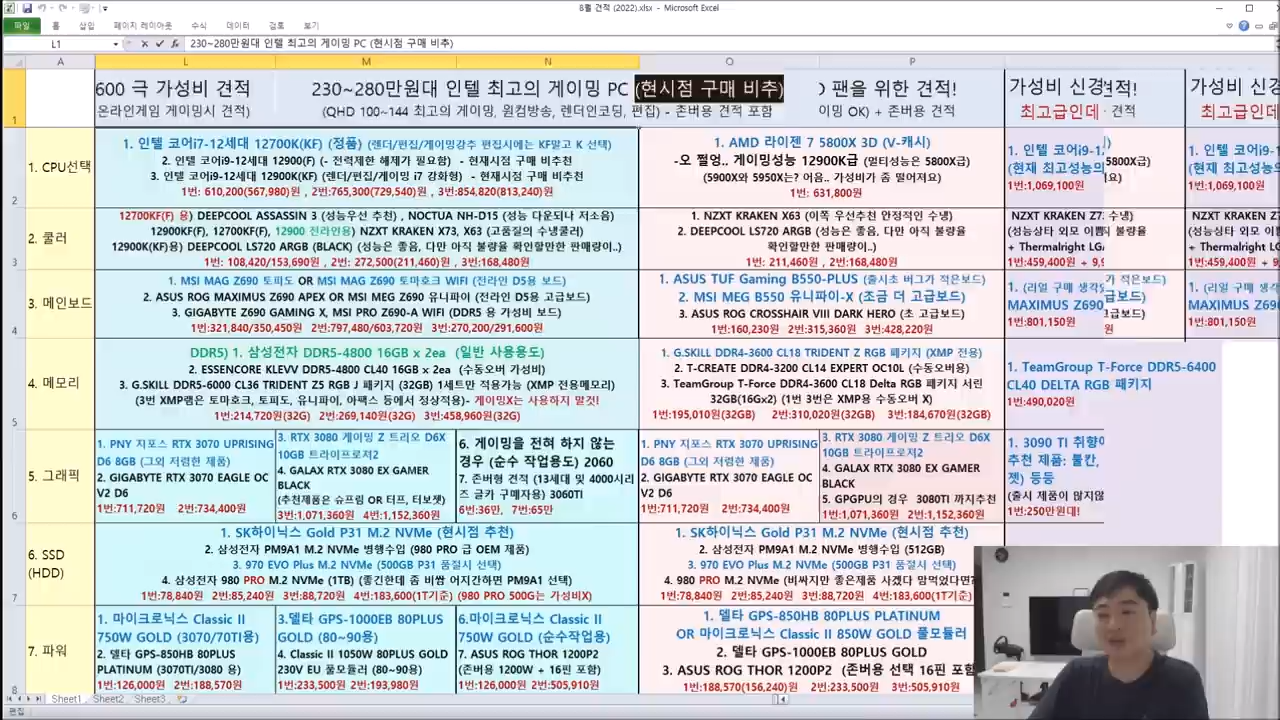 8월 견적 (2022).xlsx - Microsoft Excel
파일 홈 삽입 페이지 레이아웃 수식 데이터 검토 보기
L1 230~280만원대 인텔 최고의 게이밍 PC (현시점 구매 비추)
A L M N O P
600 극 가성비 견적
온라인게임 게이밍시 견적)
230~280만원대 인텔 최고의 게이밍 PC (현시점 구매 비추)
(QHD 100~144 최고의 게이밍, 원컴방송, 렌더인코딩, 편집) - 존버용 견적 포함
팬을 위한 견적!
이밍 OK) + 존버용 견적
가성비 신경
견적!
최고급인데
가성비 신경
최고급인데
1. CPU선택
1. 인텔 코어i7-12세대 12700K(KF) (정품) (렌더/편집/게이밍강추 편집시에는 KF말고 K 선택)
2. 인텔 코어i9-12세대 12900(F) (- 전력제한 해제가 필요함) - 현재시점 구매 비추천
3. 인텔 코어i9-12세대 12900K(KF) (렌더/편집/게이밍 i7 강화형) - 현재시점 구매 비추천
1번: 610,200(567,980)원 , 2번:765,300(729,540)원 , 3번:854,820(813,240)원
1. AMD 라이젠 7 5800X 3D (V-캐시)
-오 쩔엉.. 게이밍성능 12900K급 (멀티성능은 5800X급)
(5900X와 5950X는? 어음.. 가성비가 좀 떨어져요)
1번: 631,800원
1. 인텔 코어i9-
(현재 최고성능의
5800X급)
1번:1,069,100원
1. 인텔 코어i9-1
(현재 최고성능의
1번:1,069,100원
2. 쿨러
12700KF(F) 용) DEEPCOOL ASSASSIN 3 (성능우선 추천) , NOCTUA NH-D15 (성능 다운되나 저소음)
12900KF(F), 12700KF(F), 12900 전라인용) NZXT KRAKEN X73, X63 (고품질의 수냉쿨러)
12900K(KF)용) DEEPCOOL LS720 ARGB (BLACK) (성능은 좋음, 다만 아직 불량율 확인할만한 판매량이..)
1번: 108,420/153,690원 , 2번: 272,500(211,460)원 , 3번:168,480원
1. NZXT KRAKEN X63 (이쪽 우선추천 안정적인 수냉)
2. DEEPCOOL LS720 ARGB (성능은 좋음, 다만 아직 불량율
확인할만한 판매량이..)
1번: 211,460원 , 2번:168,480원
NZXT KRAKEN Z7
수냉)
(성능상타 외모 이쁨
불량율
+ Thermalright LG
1번:459,400원 + 9,
NZXT KRAKEN Z7
(성능상타 외모 이쁨
+ Thermalright LG
1번:459,400원 + 9,
3. 메인보드
1. MSI MAG Z690 토피도 OR MSI MAG Z690 토마호크 WIFI (전라인 D5용 보드)
2. ASUS ROG MAXIMUS Z690 APEX OR MSI MEG Z690 유니파이 (전라인 D5용 고급보드)
3. GIGABYTE Z690 GAMING X, MSI PRO Z690-A WIFI (DDR5 용 가성비 보드)
1번:321,840/350,450원 2번:797,480/603,720원 3번:270,200/291,600원
1. ASUS TUF Gaming B550-PLUS (출시초 버그가 적은보드)
2. MSI MEG B550 유니파이-X (조금 더 고급보드)
3. ASUS ROG CROSSHAIR VIII DARK HERO (초 고급보드)
1번:160,230원 2번:315,360원 3번:428,220원
1. (리얼 구매 생각
가 적은보드)
MAXIMUS Z690
급보드)
1번:801,150원
고급보드)
1. (리얼 구매 생각
MAXIMUS Z690
1번:801,150원
4. 메모리
DDR5) 1. 삼성전자 DDR5-4800 16GB x 2ea (일반 사용용도)
2. ESSENCORE KLEVV DDR5-4800 CL40 16GB x 2ea (수동오버 가성비)
3. G.SKILL DDR5-6000 CL36 TRIDENT Z5 RGB J 패키지 (32GB) 1세트만 적용가능 (XMP 전용메모리)
(3번 XMP램은 토마호크, 토피도, 유니파이, 아펙스 등에서 정상적용)- 게이밍X는 사용하지 말것!
1번:214,720원(32G) 2번:269,140원(32G) 3번:458,960원(32G)
1. G.SKILL DDR4-3600 CL18 TRIDENT Z RGB 패키지 (XMP 전용)
2. T-CREATE DDR4-3200 CL14 EXPERT OC10L (수동오버용)
3. TeamGroup T-Force DDR4-3600 CL18 Delta RGB 패키지 서린
32GB(16Gx2) (1번 3번은 XMP용 수동오버 X)
1번:195,010원(32GB) 2번:310,020원(32GB) 3번:184,670원(32GB)
1. TeamGroup T-Force DDR5-6400
CL40 DELTA RGB 패키지
1번:490,020원
5. 그래픽
1. PNY 지포스 RTX 3070 UPRISING
D6 8GB (그외 저렴한 제품)
2. GIGABYTE RTX 3070 EAGLE OC
V2 D6
1번:711,720원 2번:734,400원
3. RTX 3080 게이밍 Z 트리오 D6X
10GB 트라이프로져2
4. GALAX RTX 3080 EX GAMER
BLACK
(추천제품은 슈프림 OR 터프, 터보젯)
3번:1,071,360원 4번:1,152,360원
6. 게이밍을 전혀 하지 않는
경우 (순수 작업용도) 2060
7. 존버형 견적 (13세대 및 4000시리
즈 글카 구매자용) 3060TI
6번:36만, 7번:65만
1. PNY 지포스 RTX 3070 UPRISING
D6 8GB (그외 저렴한 제품)
2. GIGABYTE RTX 3070 EAGLE OC
V2 D6
1번:711,720원 2번:734,400원
3. RTX 3080 게이밍 Z 트리오 D6X
10GB 트라이프로져2
4. GALAX RTX 3080 EX GAMER
BLACK
5. GPGPU의 경우 3080TI 까지추천
1번:1,071,360원 2번:1,152,360원
1. 3090 TI 취향이
추천 제품: 불칸,
젯) 등등
(출시 제품이 많지않
1번:250만원대!
6. SSD
(HDD)
1. SK하이닉스 Gold P31 M.2 NVMe (현시점 추천)
2. 삼성전자 PM9A1 M.2 NVMe 병행수입 (980 PRO 급 OEM 제품)
3. 970 EVO Plus M.2 NVMe (500GB P31 품절시 선택)
4. 삼성전자 980 PRO M.2 NVMe (1TB) (좋긴한데 좀 비쌈 어지간하면 PM9A1 선택)
1번:78,840원 2번:85,240원 3번:88,720원 4번:183,600(1T기준) (980 PRO 500G는 가성비X)
1. SK하이닉스 Gold P31 M.2 NVMe (현시점 추천)
2. 삼성전자 PM9A1 M.2 NVMe 병행수입 (512GB)
3. 970 EVO Plus M.2 NVMe (500GB P31 품절시 선택)
4. 980 PRO M.2 NVMe (비싸지만 좋은제품 사겠다 맘먹었다면
1번:78,840원 2번:85,240원 3번:88,720원 4번:183,600원(1T기준)
7. 파워
1. 마이크로닉스 Classic II
750W GOLD (3070/70TI용)
2. 델타 GPS-850HB 80PLUS
PLATINUM (3070TI/3080 용)
1번:126,000원 2번:188,570원
3.델타 GPS-1000EB 80PLUS
GOLD (80~90용)
4. Classic II 1050W 80PLUS GOLD
230V EU 풀모듈러 (80~90용)
1번:233,500원 2번:193,980원
6.마이크로닉스 Classic II
750W GOLD (순수작업용)
7. ASUS ROG THOR 1200P2
(존버용 1200W + 16핀 포함)
1번:126,000원 2번:505,910원
1. 델타 GPS-850HB 80PLUS PLATINUM
OR 마이크로닉스 Classic II 850W GOLD 풀모듈러
2. 델타 GPS-1000EB 80PLUS GOLD
3. ASUS ROG THOR 1200P2 (존버용 선택 16핀 포함
1번:188,570원(156,240원) 2번:233,500원 3번:505,910원
Sheet1 Sheet2 Sheet3
편집